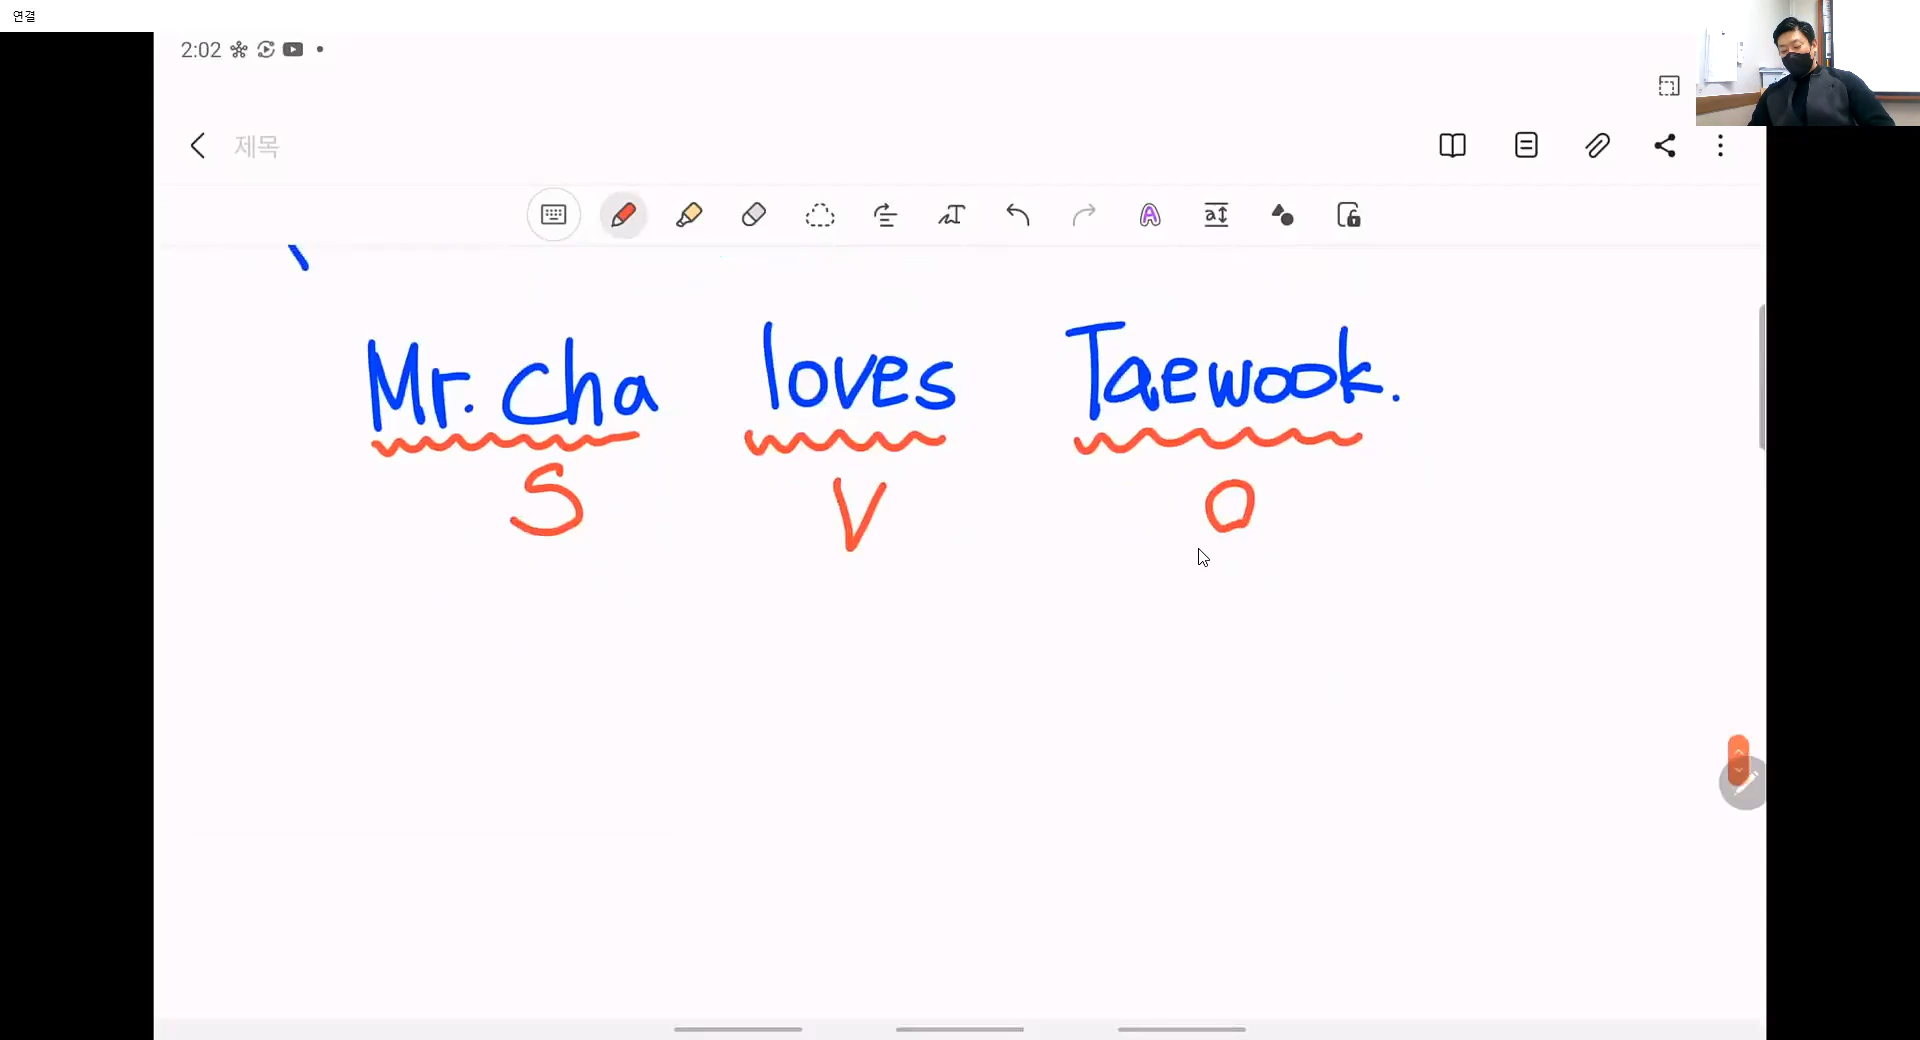 연결
2:02
제목
Mr. Cha loves Taewook.
S V O